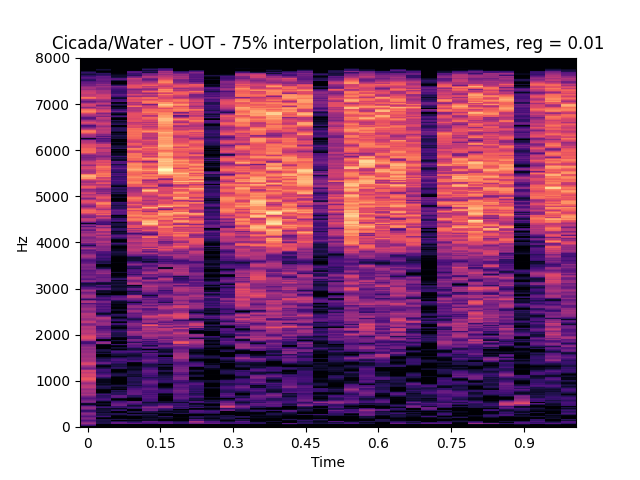 Cicada/Water - UOT - 75% interpolation, limit 0 frames, reg = 0.01
8000
7000
6000
5000
4000
3000
2000
1000
0
Hz
0 0.15 0.3 0.45 0.6 0.75 0.9
Time